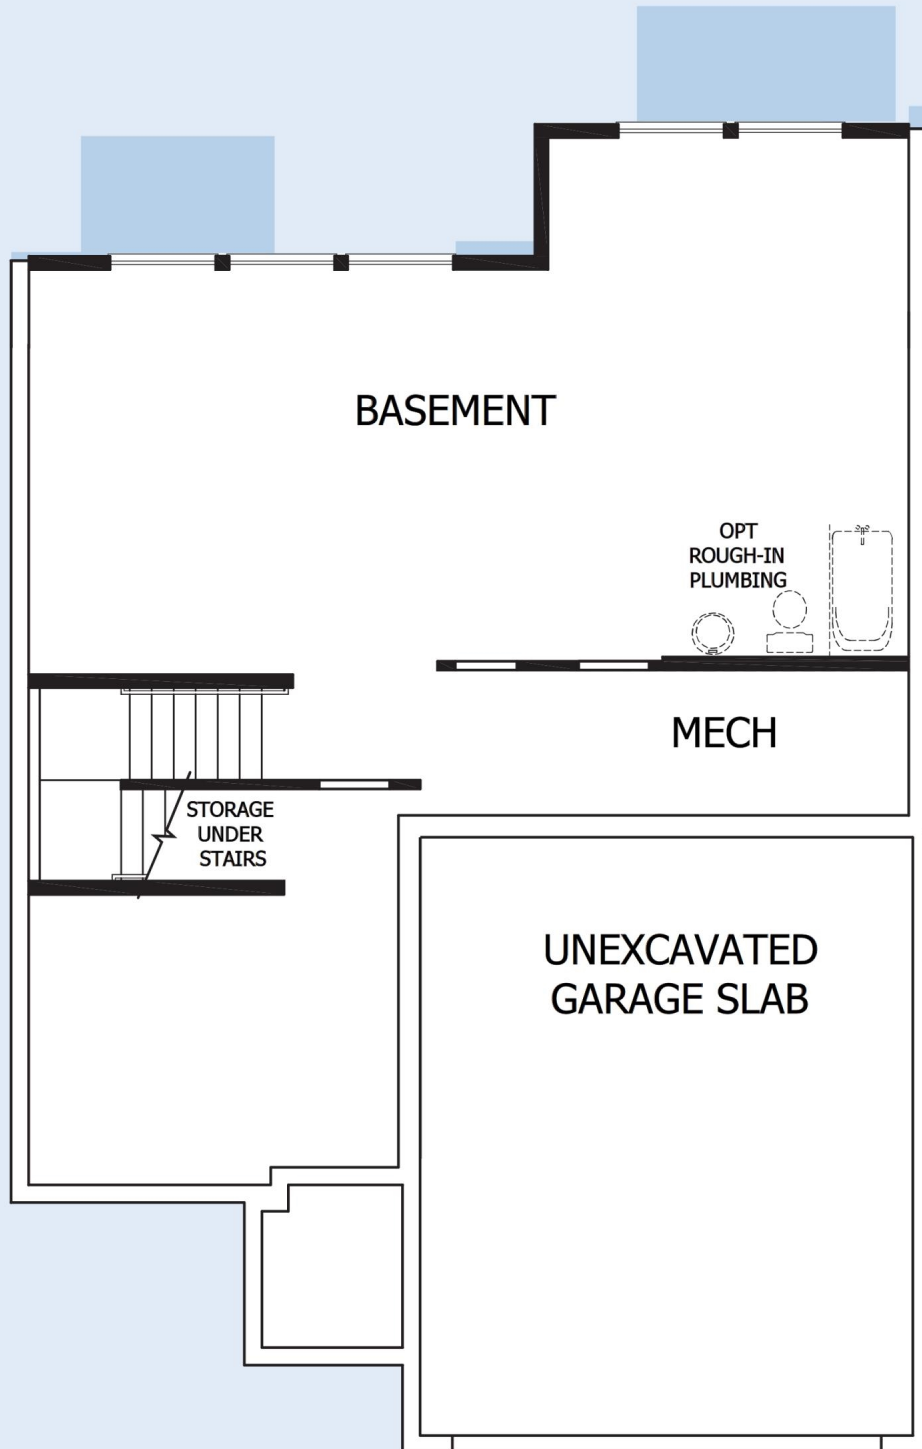 BASEMENT
OPT
ROUGH-IN
PLUMBING
MECH
STORAGE
UNDER
STAIRS
UNEXCAVATED
GARAGE SLAB